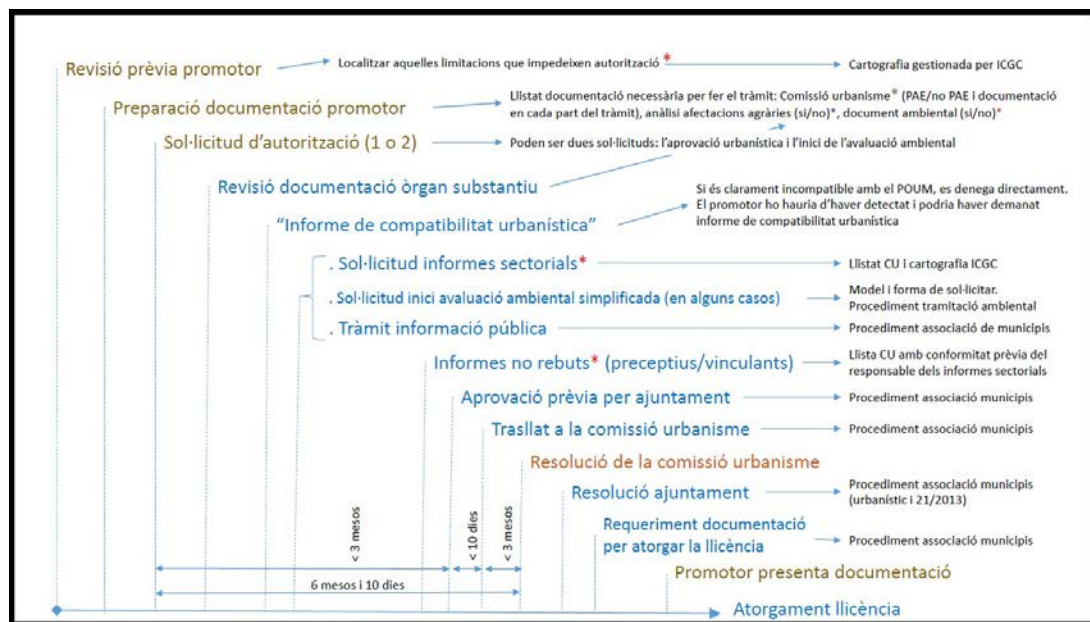 Revisió prèvia promotor
Localitzar aquelles limitacions que impedeixen autorització *
Cartografia gestionada per ICGC
Preparació documentació promotor
Llistat documentació necessària per fer el tràmit: Comissió urbanisme* (PAE/no PAE i documentació
en cada part del tràmit), anàlisi afectacions agràries (si/no)*, document ambiental (si/no)*
Sol·licitud d'autorització (1 o 2)
Poden ser dues sol·licituds: l'aprovació urbanística i l'inici de l'avaluació ambiental
Revisió documentació òrgan substantiu
Si és clarament incompatible amb el POUM, es denega directament.
El promotor ho hauria d'haver detectat i podria haver demanat
informe de compatibilitat urbanística
"Informe de compatibilitat urbanística"
. Sol·licitud informes sectorials*
Llistat CU i cartografia ICGC
. Sol·licitud inici avaluació ambiental simplificada (en alguns casos)
Model i forma de sol·licitar.
Procediment tramitació ambiental
. Tràmit informació pública
Procediment associació de municipis
Informes no rebuts* (preceptius/vinculants)
Llista CU amb conformitat prèvia del
responsable dels informes sectorials
Aprovació prèvia per ajuntament
Procediment associació municipis
Trasllat a la comissió urbanisme
Procediment associació municipis
Resolució de la comissió urbanisme
Resolució ajuntament
Procediment associació municipis
(urbanístic i 21/2013)
Requeriment documentació
per atorgar la llicència
Procediment associació municipis
< 3 mesos
< 10 dies
< 3 mesos
6 mesos i 10 dies
Promotor presenta documentació
Atorgament llicència